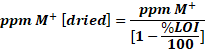 ppm M⁺ [dried] = ppm M⁺ / [1 − %LOI / 100]